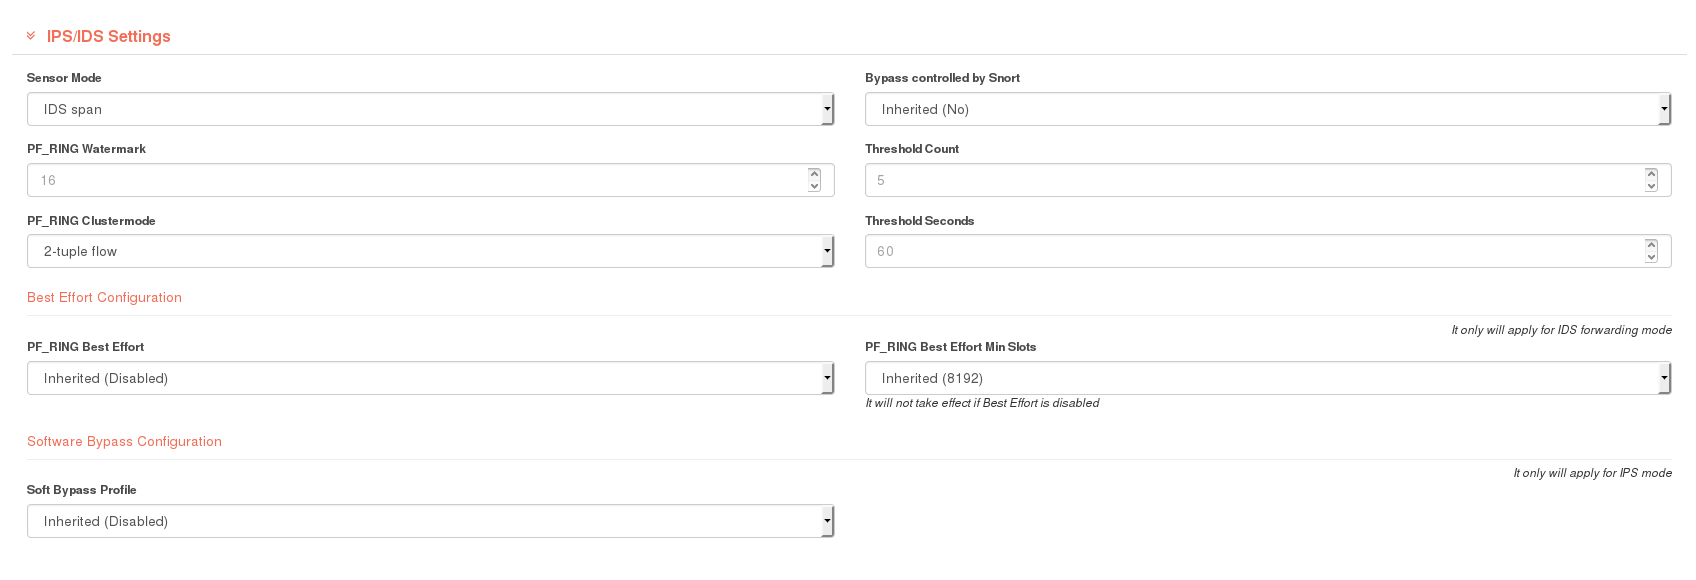 IPS/IDS Settings
Sensor Mode
Bypass controlled by Snort
IDS span
Inherited (No)
PF_RING Watermark
Threshold Count
16
5
PF_RING Clustermode
Threshold Seconds
2-tuple flow
60
Best Effort Configuration
It only will apply for IDS forwarding mode
PF_RING Best Effort
PF_RING Best Effort Min Slots
Inherited (Disabled)
Inherited (8192)
It will not take effect if Best Effort is disabled
Software Bypass Configuration
It only will apply for IPS mode
Soft Bypass Profile
Inherited (Disabled)